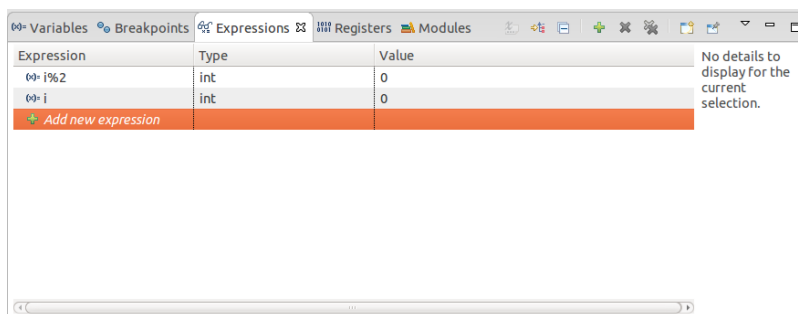 Variables Breakpoints Expressions Registers Modules
Expression Type Value
i%2 int 0
i int 0
Add new expression
No details to
display for the
current
selection.